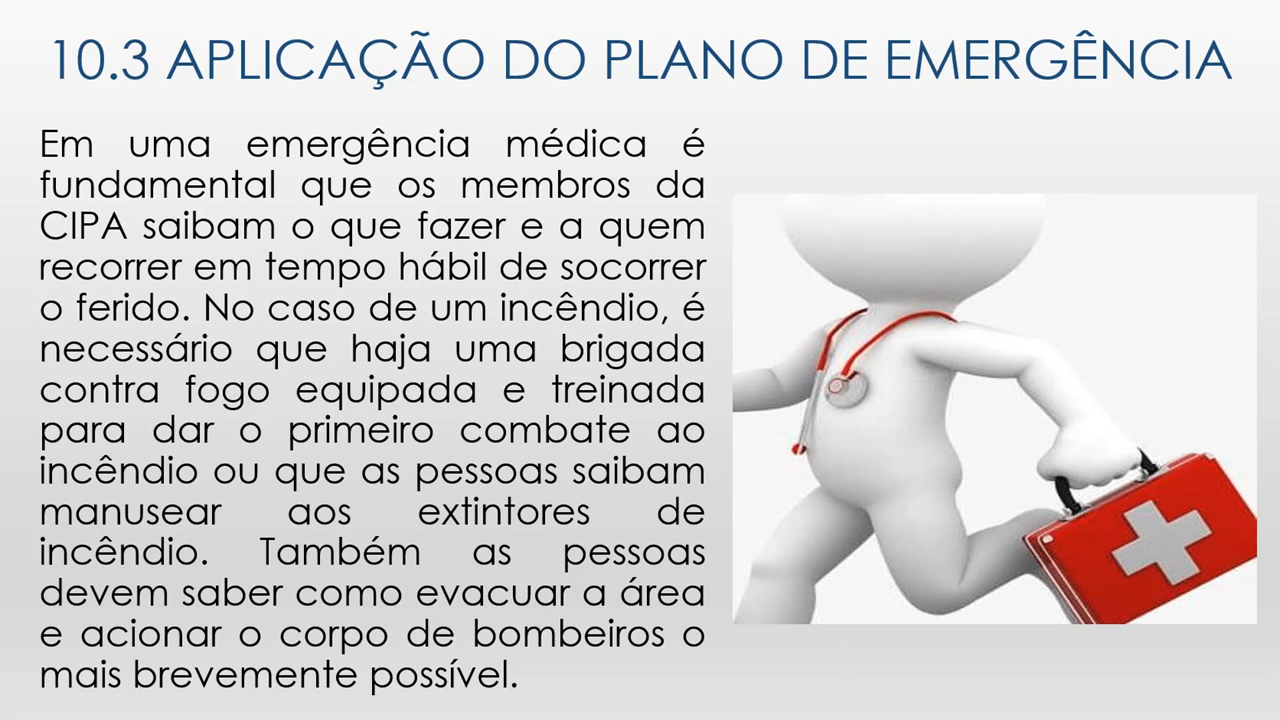 10.3 APLICAÇÃO DO PLANO DE EMERGÊNCIA
Em uma emergência médica é
fundamental que os membros da
CIPA saibam o que fazer e a quem
recorrer em tempo hábil de socorrer
o ferido. No caso de um incêndio, é
necessário que haja uma brigada
contra fogo equipada e treinada
para dar o primeiro combate ao
incêndio ou que as pessoas saibam
manusear aos extintores de
incêndio. Também as pessoas
devem saber como evacuar a área
e acionar o corpo de bombeiros o
mais brevemente possível.